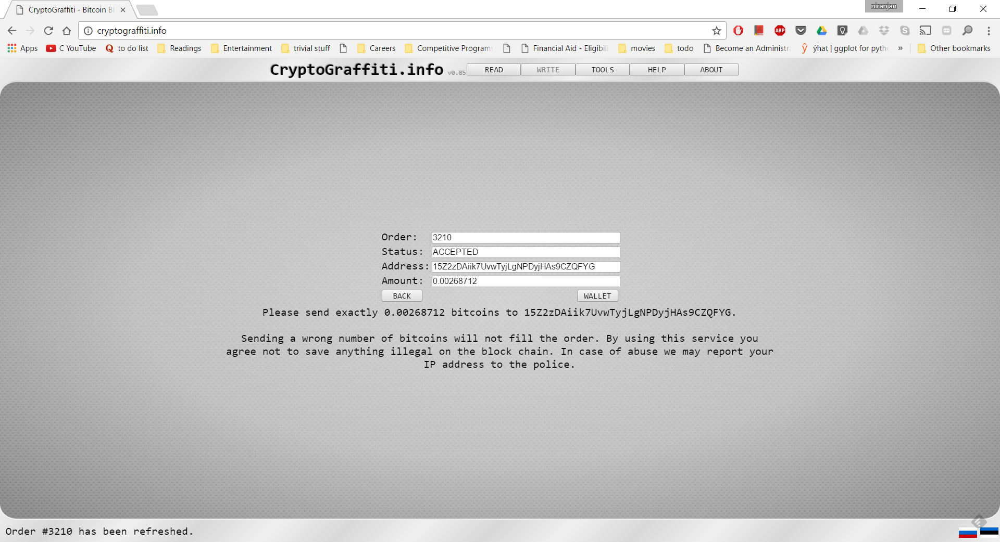 CryptoGraffiti - Bitcoin B
niranjan
cryptograffiti.info
ABP
Apps C YouTube to do list Readings Entertainment trivial stuff Careers Competitive Program Financial Aid - Eligibili movies todo Become an Administra ŷhat | ggplot for pyth » Other bookmarks
CryptoGraffiti.info v0.85 READ WRITE TOOLS HELP ABOUT
Order: 3210
Status: ACCEPTED
Address: 15Z2zDAiik7UvwTyjLgNPDyjHAs9CZQFYG
Amount: 0.00268712
BACK WALLET
Please send exactly 0.00268712 bitcoins to 15Z2zDAiik7UvwTyjLgNPDyjHAs9CZQFYG.
Sending a wrong number of bitcoins will not fill the order. By using this service you
agree not to save anything illegal on the block chain. In case of abuse we may report your
IP address to the police.
Order #3210 has been refreshed.